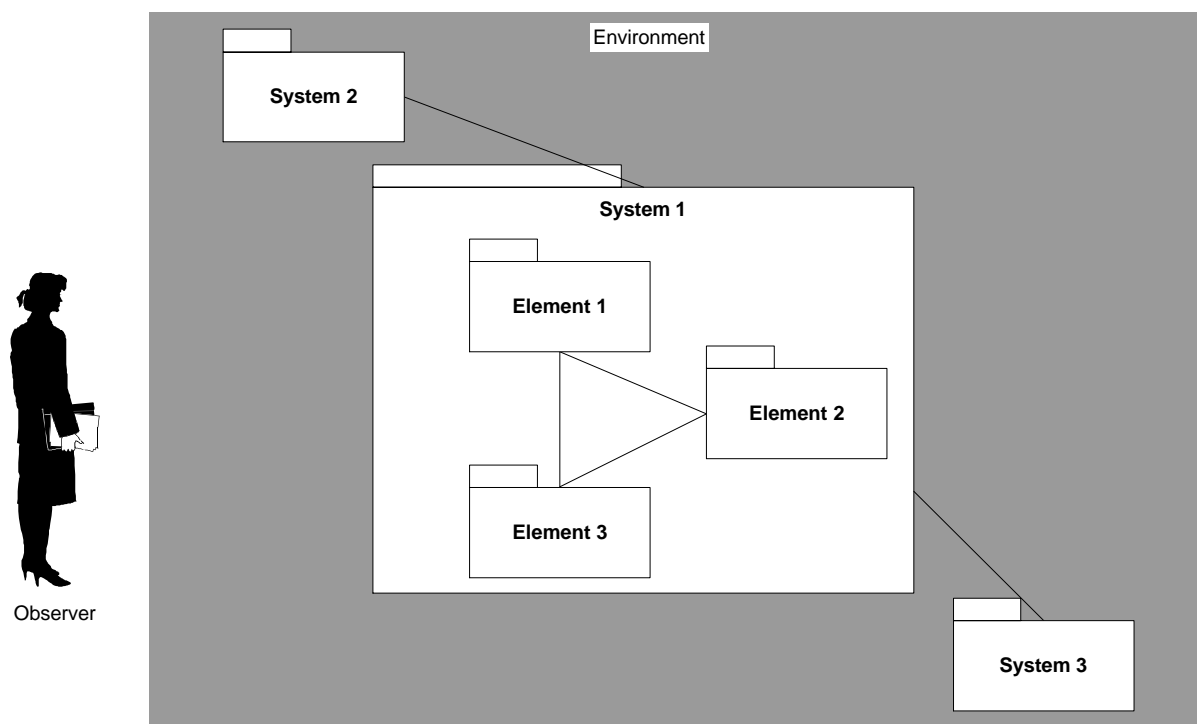 Environment
System 2
System 1
Element 1
Element 2
Element 3
Observer
System 3